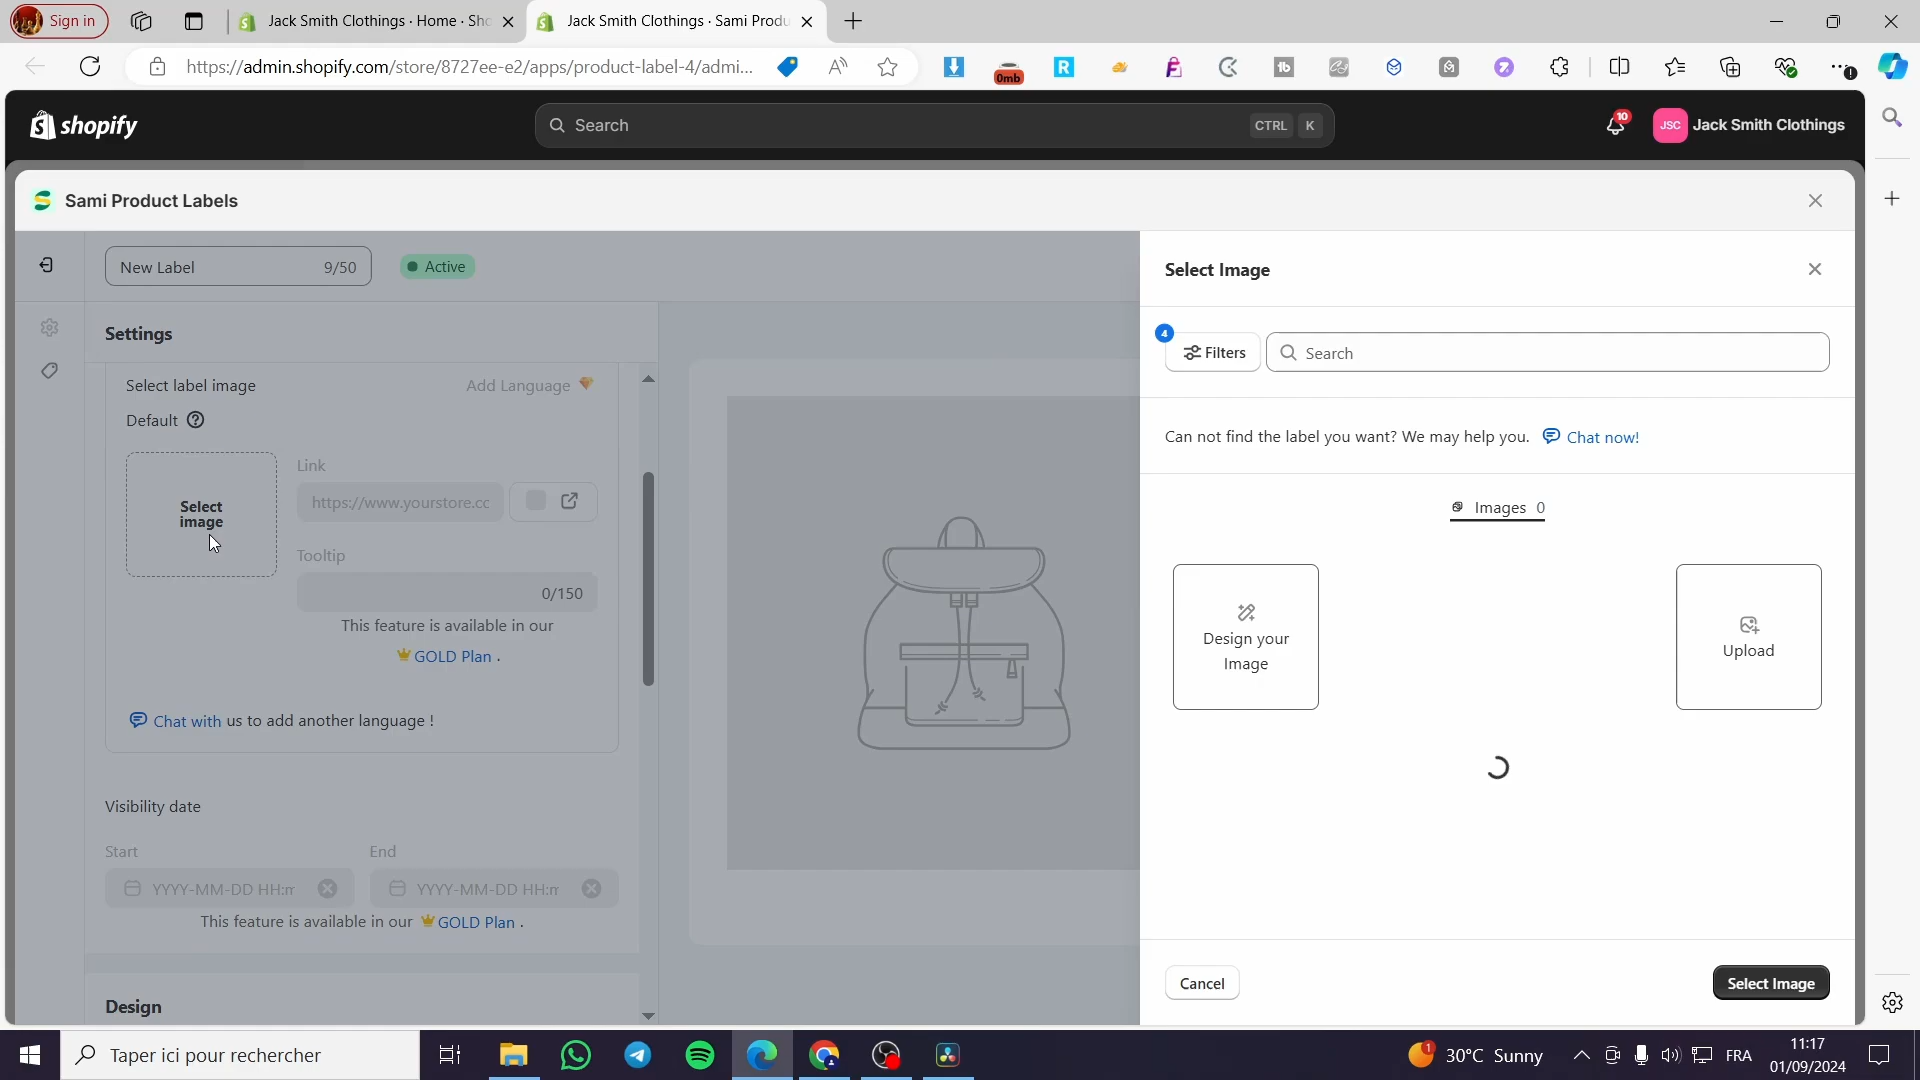 Sign in
Jack Smith Clothings · Home · Sho
Jack Smith Clothings · Sami Produ
https://admin.shopify.com/store/8727ee-e2/apps/product-label-4/admi...
0mb
shopify
Search
CTRL K
10
JSC
Jack Smith Clothings
Sami Product Labels
New Label 9/50
Active
Settings
Select label image
Add Language
Default
Select
image
Link
https://www.yourstore.cc
Tooltip
0/150
This feature is available in our
GOLD Plan .
Chat with us to add another language !
Visibility date
Start
End
YYYY-MM-DD HH:m
YYYY-MM-DD HH:m
This feature is available in our GOLD Plan .
Design
Select Image
4
Filters
Search
Can not find the label you want? We may help you. Chat now!
Images 0
Design your
Image
Upload
Cancel
Select Image
Taper ici pour rechercher
1
30°C Sunny
FRA
11:17
01/09/2024